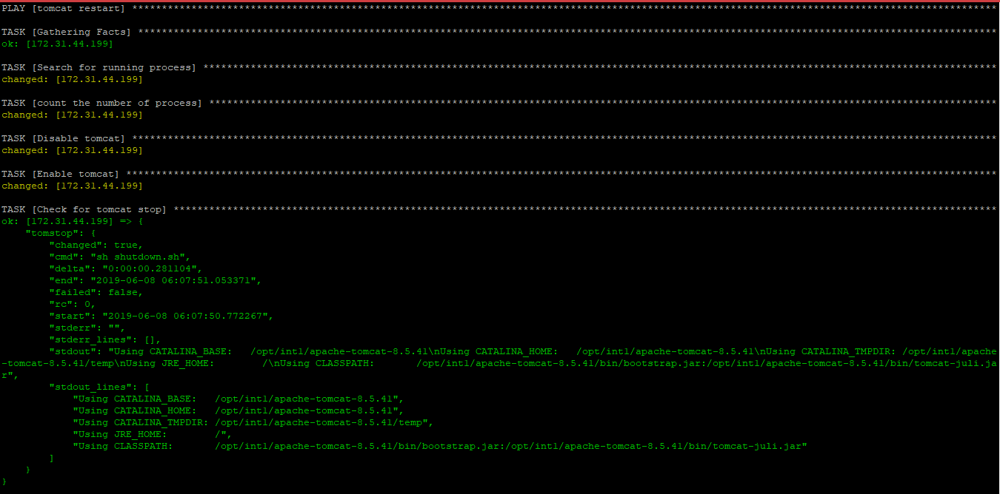 PLAY [tomcat restart] **************************************************************************************************************************************************
TASK [Gathering Facts] *************************************************************************************************************************************************
ok: [172.31.44.199]
TASK [Search for running process] **************************************************************************************************************************************
changed: [172.31.44.199]
TASK [count the number of process] *************************************************************************************************************************************
changed: [172.31.44.199]
TASK [Disable tomcat] **************************************************************************************************************************************************
changed: [172.31.44.199]
TASK [Enable tomcat] ***************************************************************************************************************************************************
changed: [172.31.44.199]
TASK [Check for tomcat stop] *******************************************************************************************************************************************
ok: [172.31.44.199] => {
    "tomstop": {
        "changed": true,
        "cmd": "sh shutdown.sh",
        "delta": "0:00:00.281104",
        "end": "2019-06-08 06:07:51.053371",
        "failed": false,
        "rc": 0,
        "start": "2019-06-08 06:07:50.772267",
        "stderr": "",
        "stderr_lines": [],
        "stdout": "Using CATALINA_BASE:   /opt/int1/apache-tomcat-8.5.41\nUsing CATALINA_HOME:   /opt/int1/apache-tomcat-8.5.41\nUsing CATALINA_TMPDIR: /opt/int1/apache
-tomcat-8.5.41/temp\nUsing JRE_HOME:        /\nUsing CLASSPATH:       /opt/int1/apache-tomcat-8.5.41/bin/bootstrap.jar:/opt/int1/apache-tomcat-8.5.41/bin/tomcat-juli.ja
r",
        "stdout_lines": [
            "Using CATALINA_BASE:   /opt/int1/apache-tomcat-8.5.41",
            "Using CATALINA_HOME:   /opt/int1/apache-tomcat-8.5.41",
            "Using CATALINA_TMPDIR: /opt/int1/apache-tomcat-8.5.41/temp",
            "Using JRE_HOME:        /",
            "Using CLASSPATH:       /opt/int1/apache-tomcat-8.5.41/bin/bootstrap.jar:/opt/int1/apache-tomcat-8.5.41/bin/tomcat-juli.jar"
        ]
    }
}